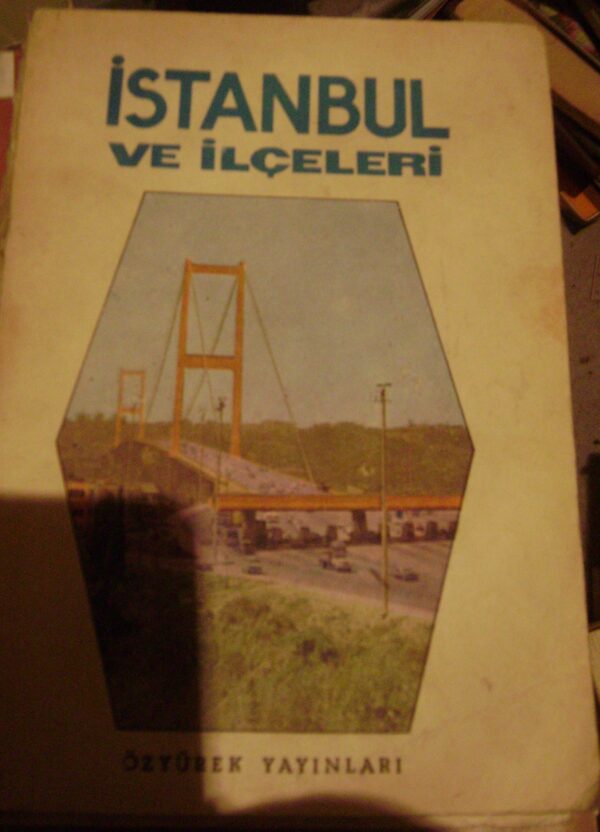 İSTANBUL
VE İLÇELERİ
ÖZYÜREK YAYINLARI